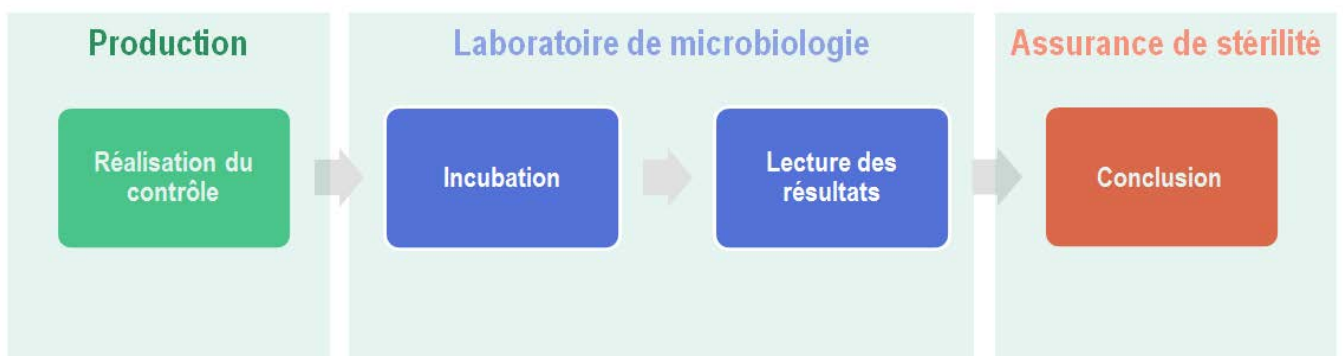 Production
Laboratoire de microbiologie
Assurance de stérilité
Réalisation du
contrôle
Incubation
Lecture des
résultats
Conclusion